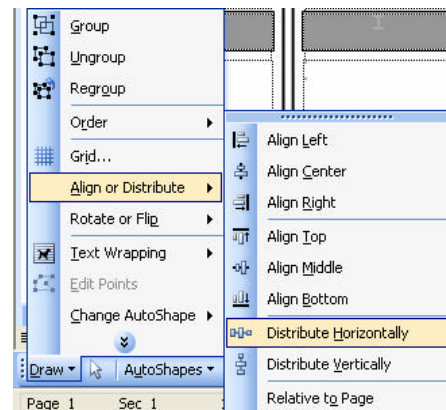 Group
Ungroup
Regroup
Order
Grid...
Align or Distribute
Rotate or Flip
Text Wrapping
Edit Points
Change AutoShape
Draw
AutoShapes
Page 1 Sec 1
Align Left
Align Center
Align Right
Align Top
Align Middle
Align Bottom
Distribute Horizontally
Distribute Vertically
Relative to Page